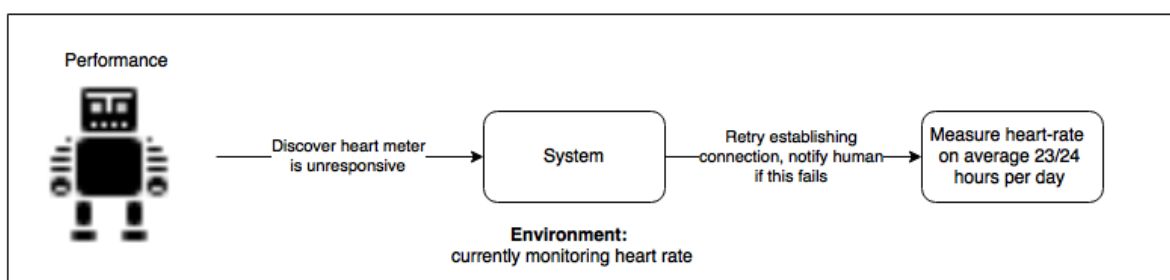 Performance
Discover heart meter
is unresponsive
System
Retry establishing
connection, notify human
if this fails
Measure heart-rate
on average 23/24
hours per day
Environment:
currently monitoring heart rate